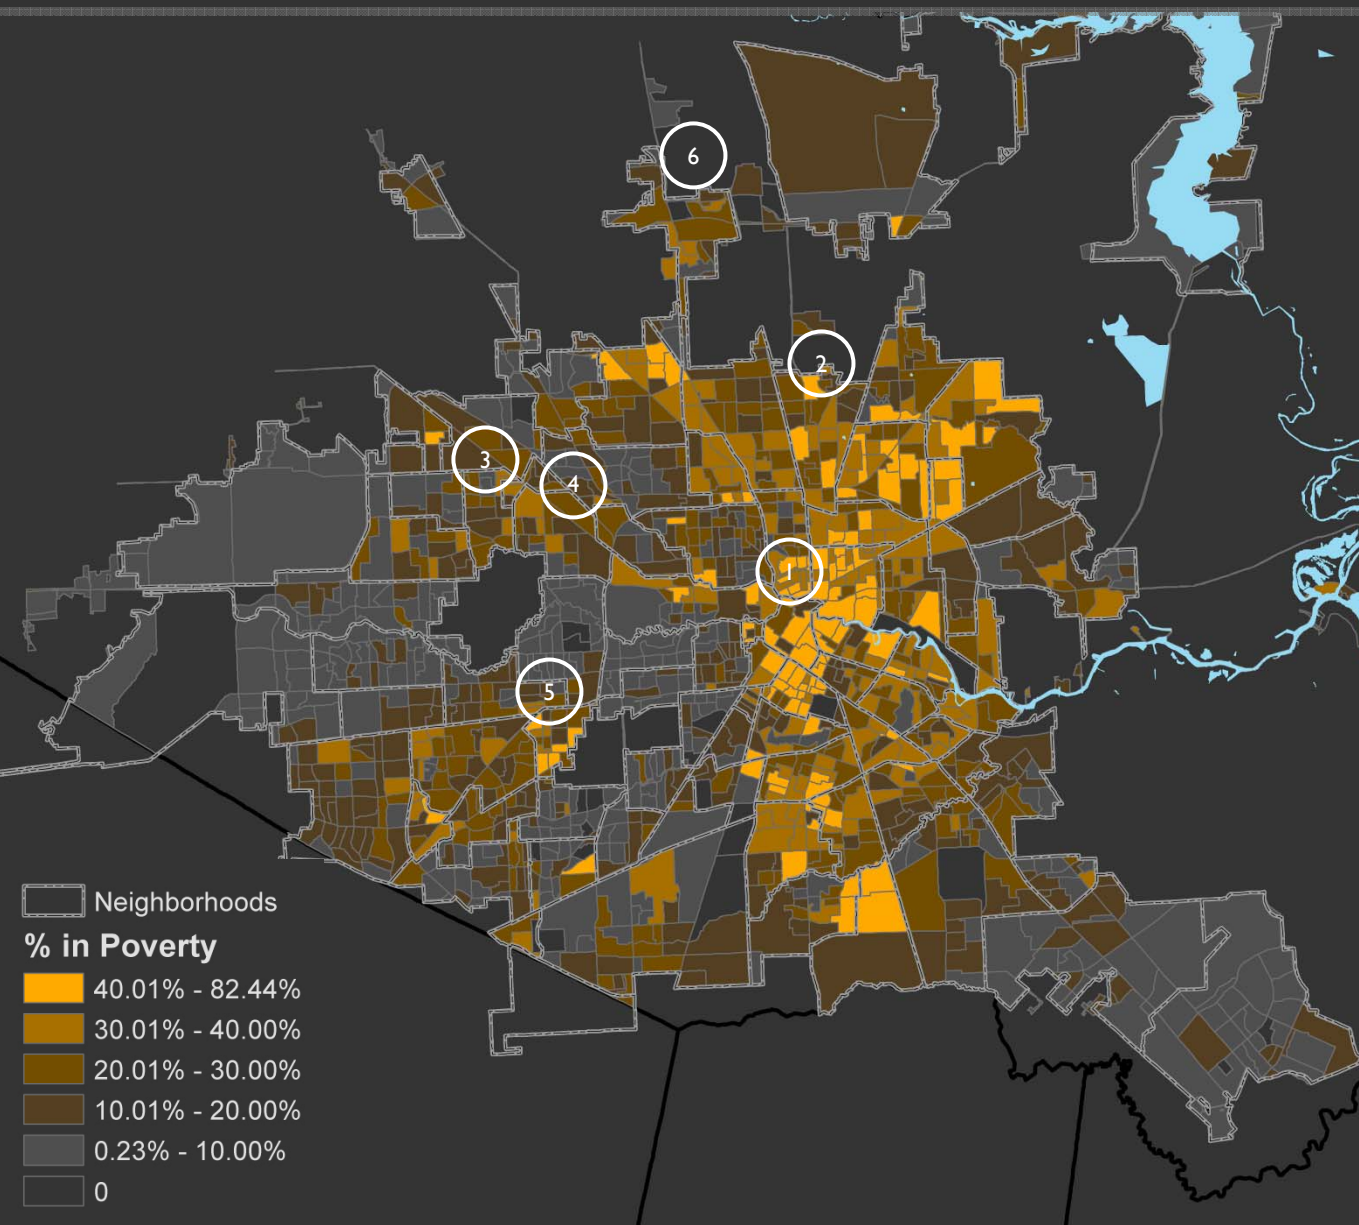 6
2
3
4
1
5
Neighborhoods
% in Poverty
40.01% - 82.44%
30.01% - 40.00%
20.01% - 30.00%
10.01% - 20.00%
0.23% - 10.00%
0